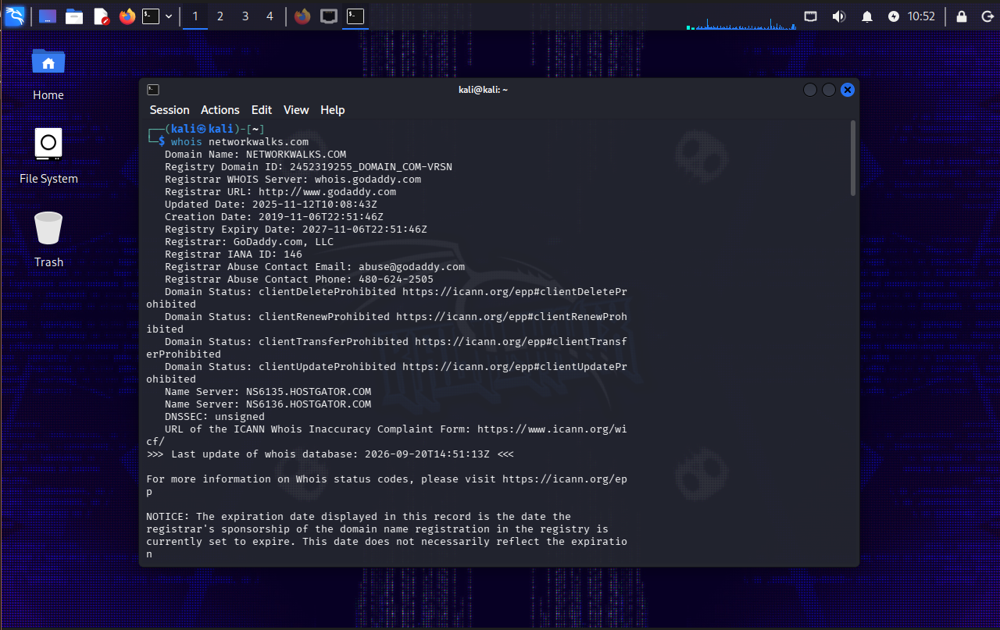 1 2 3 4
10:52
Home
File System
Trash
kali@kali: ~
Session Actions Edit View Help
┌──(kali㉿kali)-[~]
└─$ whois networkwalks.com
Domain Name: NETWORKWALKS.COM
Registry Domain ID: 2452319255_DOMAIN_COM-VRSN
Registrar WHOIS Server: whois.godaddy.com
Registrar URL: http://www.godaddy.com
Updated Date: 2025-11-12T10:08:43Z
Creation Date: 2019-11-06T22:51:46Z
Registry Expiry Date: 2027-11-06T22:51:46Z
Registrar: GoDaddy.com, LLC
Registrar IANA ID: 146
Registrar Abuse Contact Email: abuse@godaddy.com
Registrar Abuse Contact Phone: 480-624-2505
Domain Status: clientDeleteProhibited https://icann.org/epp#clientDeletePr
ohibited
Domain Status: clientRenewProhibited https://icann.org/epp#clientRenewProh
ibited
Domain Status: clientTransferProhibited https://icann.org/epp#clientTransf
erProhibited
Domain Status: clientUpdateProhibited https://icann.org/epp#clientUpdatePr
ohibited
Name Server: NS6135.HOSTGATOR.COM
Name Server: NS6136.HOSTGATOR.COM
DNSSEC: unsigned
URL of the ICANN Whois Inaccuracy Complaint Form: https://www.icann.org/wi
cf/
>>> Last update of whois database: 2026-09-20T14:51:13Z <<<
For more information on Whois status codes, please visit https://icann.org/ep
p
NOTICE: The expiration date displayed in this record is the date the
registrar's sponsorship of the domain name registration in the registry is
currently set to expire. This date does not necessarily reflect the expiratio
n